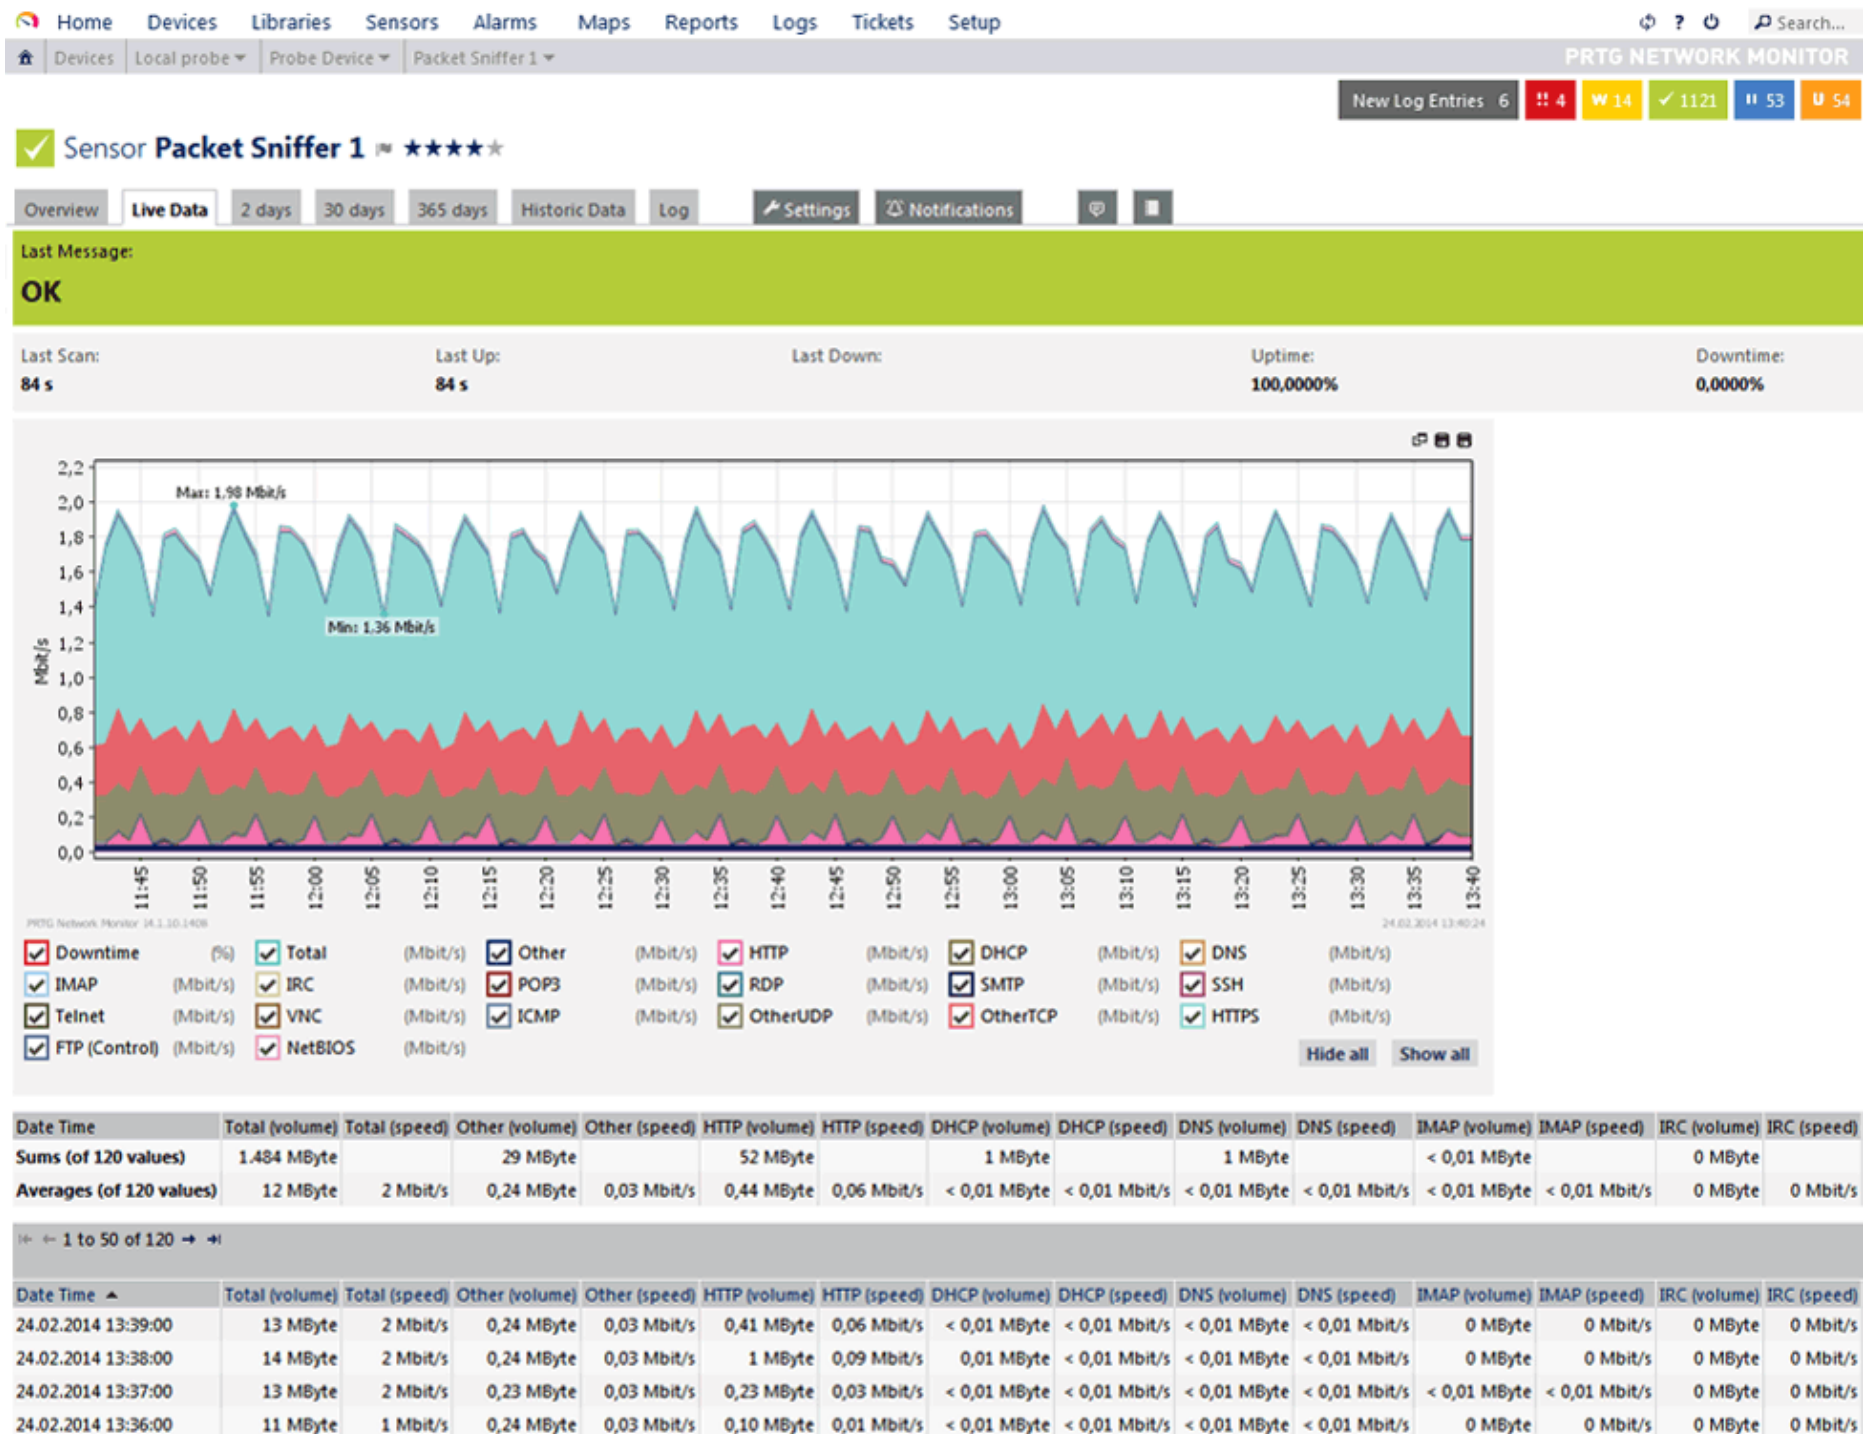 Home Devices Libraries Sensors Alarms Maps Reports Logs Tickets Setup ? Search...
Devices Local probe Probe Device Packet Sniffer 1 PRTG NETWORK MONITOR
New Log Entries 6 !! 4 W 14 1121 53 U 54
Sensor Packet Sniffer 1
Overview Live Data 2 days 30 days 365 days Historic Data Log Settings Notifications
Last Message:
OK
Last Scan: Last Up: Last Down: Uptime: Downtime:
84 s 84 s 100,0000% 0,0000%
Mbit/s
2,2
2,0
1,8
1,6
1,4
1,2
1,0
0,8
0,6
0,4
0,2
0,0
Max: 1,98 Mbit/s
Min: 1,36 Mbit/s
11:45 11:50 11:55 12:00 12:05 12:10 12:15 12:20 12:25 12:30 12:35 12:40 12:45 12:50 12:55 13:00 13:05 13:10 13:15 13:20 13:25 13:30 13:35 13:40
PRTG Network Monitor 14.1.10.1408 24.02.2014 13:40:24
Downtime (%) Total (Mbit/s) Other (Mbit/s) HTTP (Mbit/s) DHCP (Mbit/s) DNS (Mbit/s)
IMAP (Mbit/s) IRC (Mbit/s) POP3 (Mbit/s) RDP (Mbit/s) SMTP (Mbit/s) SSH (Mbit/s)
Telnet (Mbit/s) VNC (Mbit/s) ICMP (Mbit/s) OtherUDP (Mbit/s) OtherTCP (Mbit/s) HTTPS (Mbit/s)
FTP (Control) (Mbit/s) NetBIOS (Mbit/s) Hide all Show all
Date Time Total (volume) Total (speed) Other (volume) Other (speed) HTTP (volume) HTTP (speed) DHCP (volume) DHCP (speed) DNS (volume) DNS (speed) IMAP (volume) IMAP (speed) IRC (volume) IRC (speed)
Sums (of 120 values) 1.484 MByte 29 MByte 52 MByte 1 MByte 1 MByte < 0,01 MByte 0 MByte
Averages (of 120 values) 12 MByte 2 Mbit/s 0,24 MByte 0,03 Mbit/s 0,44 MByte 0,06 Mbit/s < 0,01 MByte < 0,01 Mbit/s < 0,01 MByte < 0,01 Mbit/s < 0,01 MByte < 0,01 Mbit/s 0 MByte 0 Mbit/s
1 to 50 of 120
Date Time Total (volume) Total (speed) Other (volume) Other (speed) HTTP (volume) HTTP (speed) DHCP (volume) DHCP (speed) DNS (volume) DNS (speed) IMAP (volume) IMAP (speed) IRC (volume) IRC (speed)
24.02.2014 13:39:00 13 MByte 2 Mbit/s 0,24 MByte 0,03 Mbit/s 0,41 MByte 0,06 Mbit/s < 0,01 MByte < 0,01 Mbit/s < 0,01 MByte < 0,01 Mbit/s 0 MByte 0 Mbit/s 0 MByte 0 Mbit/s
24.02.2014 13:38:00 14 MByte 2 Mbit/s 0,24 MByte 0,03 Mbit/s 1 MByte 0,09 Mbit/s 0,01 MByte < 0,01 Mbit/s < 0,01 MByte < 0,01 Mbit/s 0 MByte 0 Mbit/s 0 MByte 0 Mbit/s
24.02.2014 13:37:00 13 MByte 2 Mbit/s 0,23 MByte 0,03 Mbit/s 0,23 MByte 0,03 Mbit/s < 0,01 MByte < 0,01 Mbit/s < 0,01 MByte < 0,01 Mbit/s < 0,01 MByte < 0,01 Mbit/s 0 MByte 0 Mbit/s
24.02.2014 13:36:00 11 MByte 1 Mbit/s 0,24 MByte 0,03 Mbit/s 0,10 MByte 0,01 Mbit/s < 0,01 MByte < 0,01 Mbit/s < 0,01 MByte < 0,01 Mbit/s 0 MByte 0 Mbit/s 0 MByte 0 Mbit/s